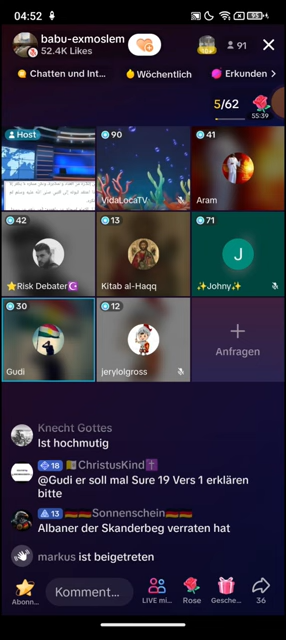 04:52
95
babu-exmoslem
52.4K Likes
91
Chatten und Int...
Wöchentlich
Erkunden
5/62
55:39
Host
90
41
VidaLocaTV
Aram
42
13
71
J
Risk Debater
Kitab al-Haqq
Johny
30
12
Gudi
jerylolgross
Anfragen
Knecht Gottes
Ist hochmutig
18 ChristusKind
@Gudi er soll mal Sure 19 Vers 1 erklären
bitte
13 Sonnenschein
Albaner der Skanderbeg verraten hat
markus ist beigetreten
Komment...
Abonn...
LIVE mi...
Rose
Gesche...
36